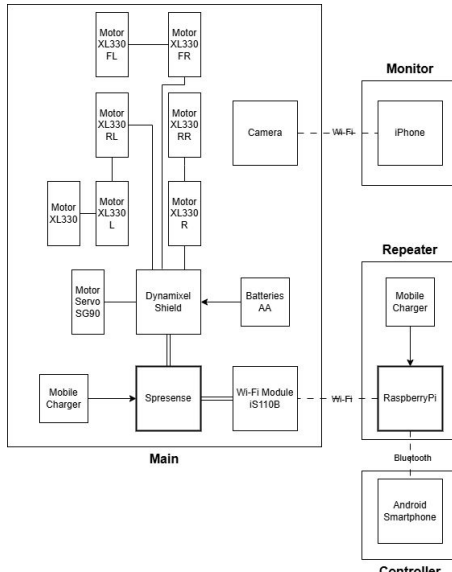 Motor
XL330
FL
Motor
XL330
FR
Monitor
Motor
XL330
RL
Motor
XL330
RR
Camera
Wi-Fi
iPhone
Motor
XL330
Motor
XL330
L
Motor
XL330
R
Repeater
Motor
Servo
SG90
Dynamixel
Shield
Batteries
AA
Mobile
Charger
Mobile
Charger
Spresense
Wi-Fi Module
iS110B
Wi-Fi
RaspberryPi
Main
Bluetooth
Android
Smartphone
Controller